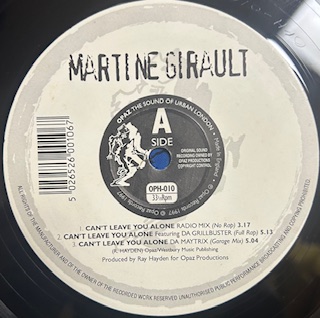 MARTINE GIRAULT
OPAZ THE SOUND OF URBAN LONDON
Made in England
A
SIDE
ORIGINAL SOUND
RECORDING OWNED BY
OPAZ PRODUCTIONS
COPYRIGHT CONTROL
OPH-010
33⅓ Rpm
℗ Opaz Records 1997 © Opaz Records 1997
5 026526 001067
1. CAN'T LEAVE YOU ALONE RADIO MIX (No Rap) 3.17
2. CAN'T LEAVE YOU ALONE Featuring DA GRILLBUSTER (Full Rap) 5.13
3. CAN'T LEAVE YOU ALONE DA MAYTRIX (Garage Mix) 5.04
(R. HAYDEN) Opaz/Westbury Music Publishing
Produced by Ray Hayden for Opaz Productions
ALL RIGHTS OF THE MANUFACTURER AND OF THE OWNER OF THE RECORDED WORK RESERVED UNAUTHORISED PUBLIC PERFORMANCE BROADCASTING AND COPYING PROHIBITED.